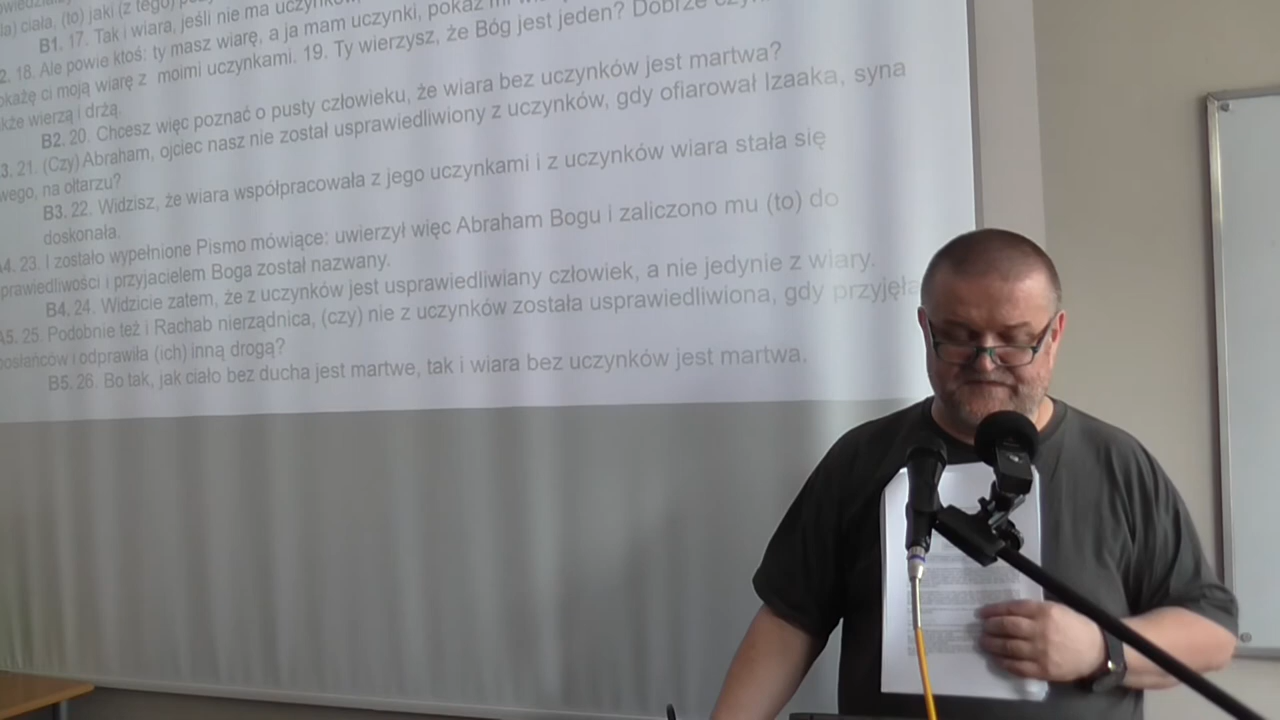 ciała, (to) jaki (z tego)
B1. 17. Tak i wiara, jeśli nie ma uczynków,
18. Ale powie ktoś: ty masz wiarę, a ja mam uczynki, pokaż mi
ci moją wiarę z moimi uczynkami. 19. Ty wierzysz, że Bóg jest jeden? Dobrze
wierzą i drżą.
B2. 20. Chcesz więc poznać o pusty człowieku, że wiara bez uczynków jest martwa?
3. 21. (Czy) Abraham, ojciec nasz nie został usprawiedliwiony z uczynków, gdy ofiarował Izaaka, syna
wego, na ołtarzu?
B3. 22. Widzisz, że wiara współpracowała z jego uczynkami i z uczynków wiara stała się
doskonała.
A4. 23. I zostało wypełnione Pismo mówiące: uwierzył więc Abraham Bogu i zaliczono mu (to) do
prawiedliwości i przyjacielem Boga został nazwany.
B4. 24. Widzicie zatem, że z uczynków jest usprawiedliwiany człowiek, a nie jedynie z wiary.
A5. 25. Podobnie też i Rachab nierządnica, (czy) nie z uczynków została usprawiedliwiona, gdy przyjęła
posłańców i odprawiła (ich) inną drogą?
B5. 26. Bo tak, jak ciało bez ducha jest martwe, tak i wiara bez uczynków jest martwa.